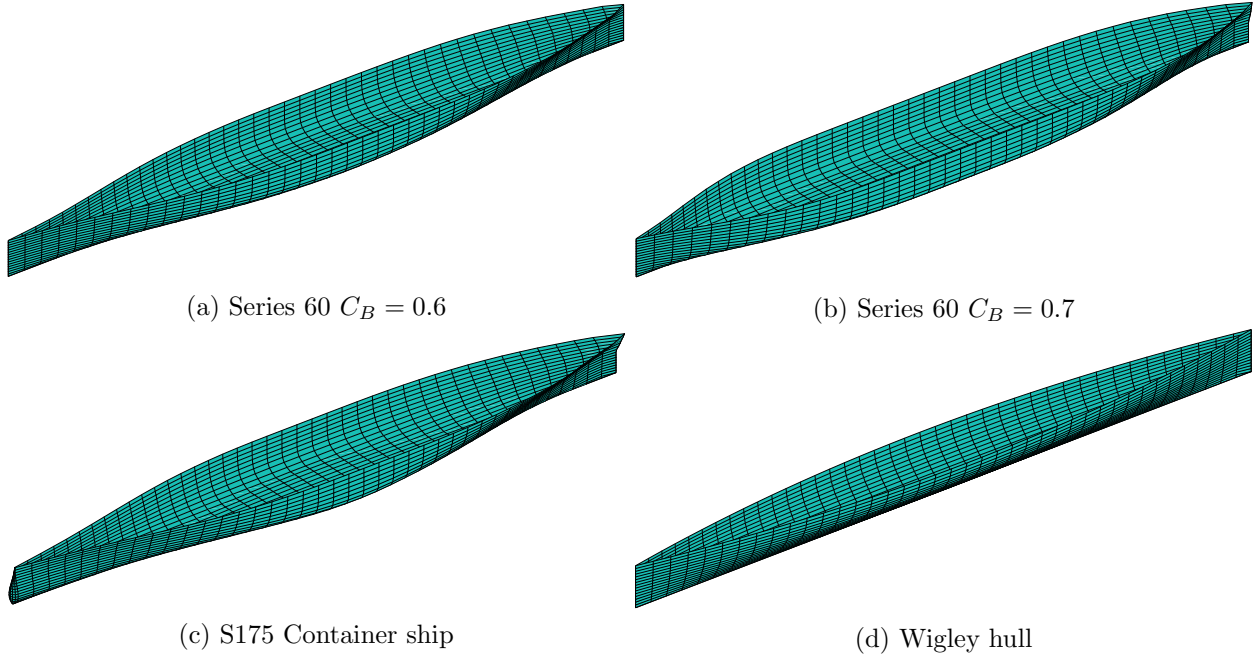 (a) Series 60 C_B = 0.6
(b) Series 60 C_B = 0.7
(c) S175 Container ship
(d) Wigley hull